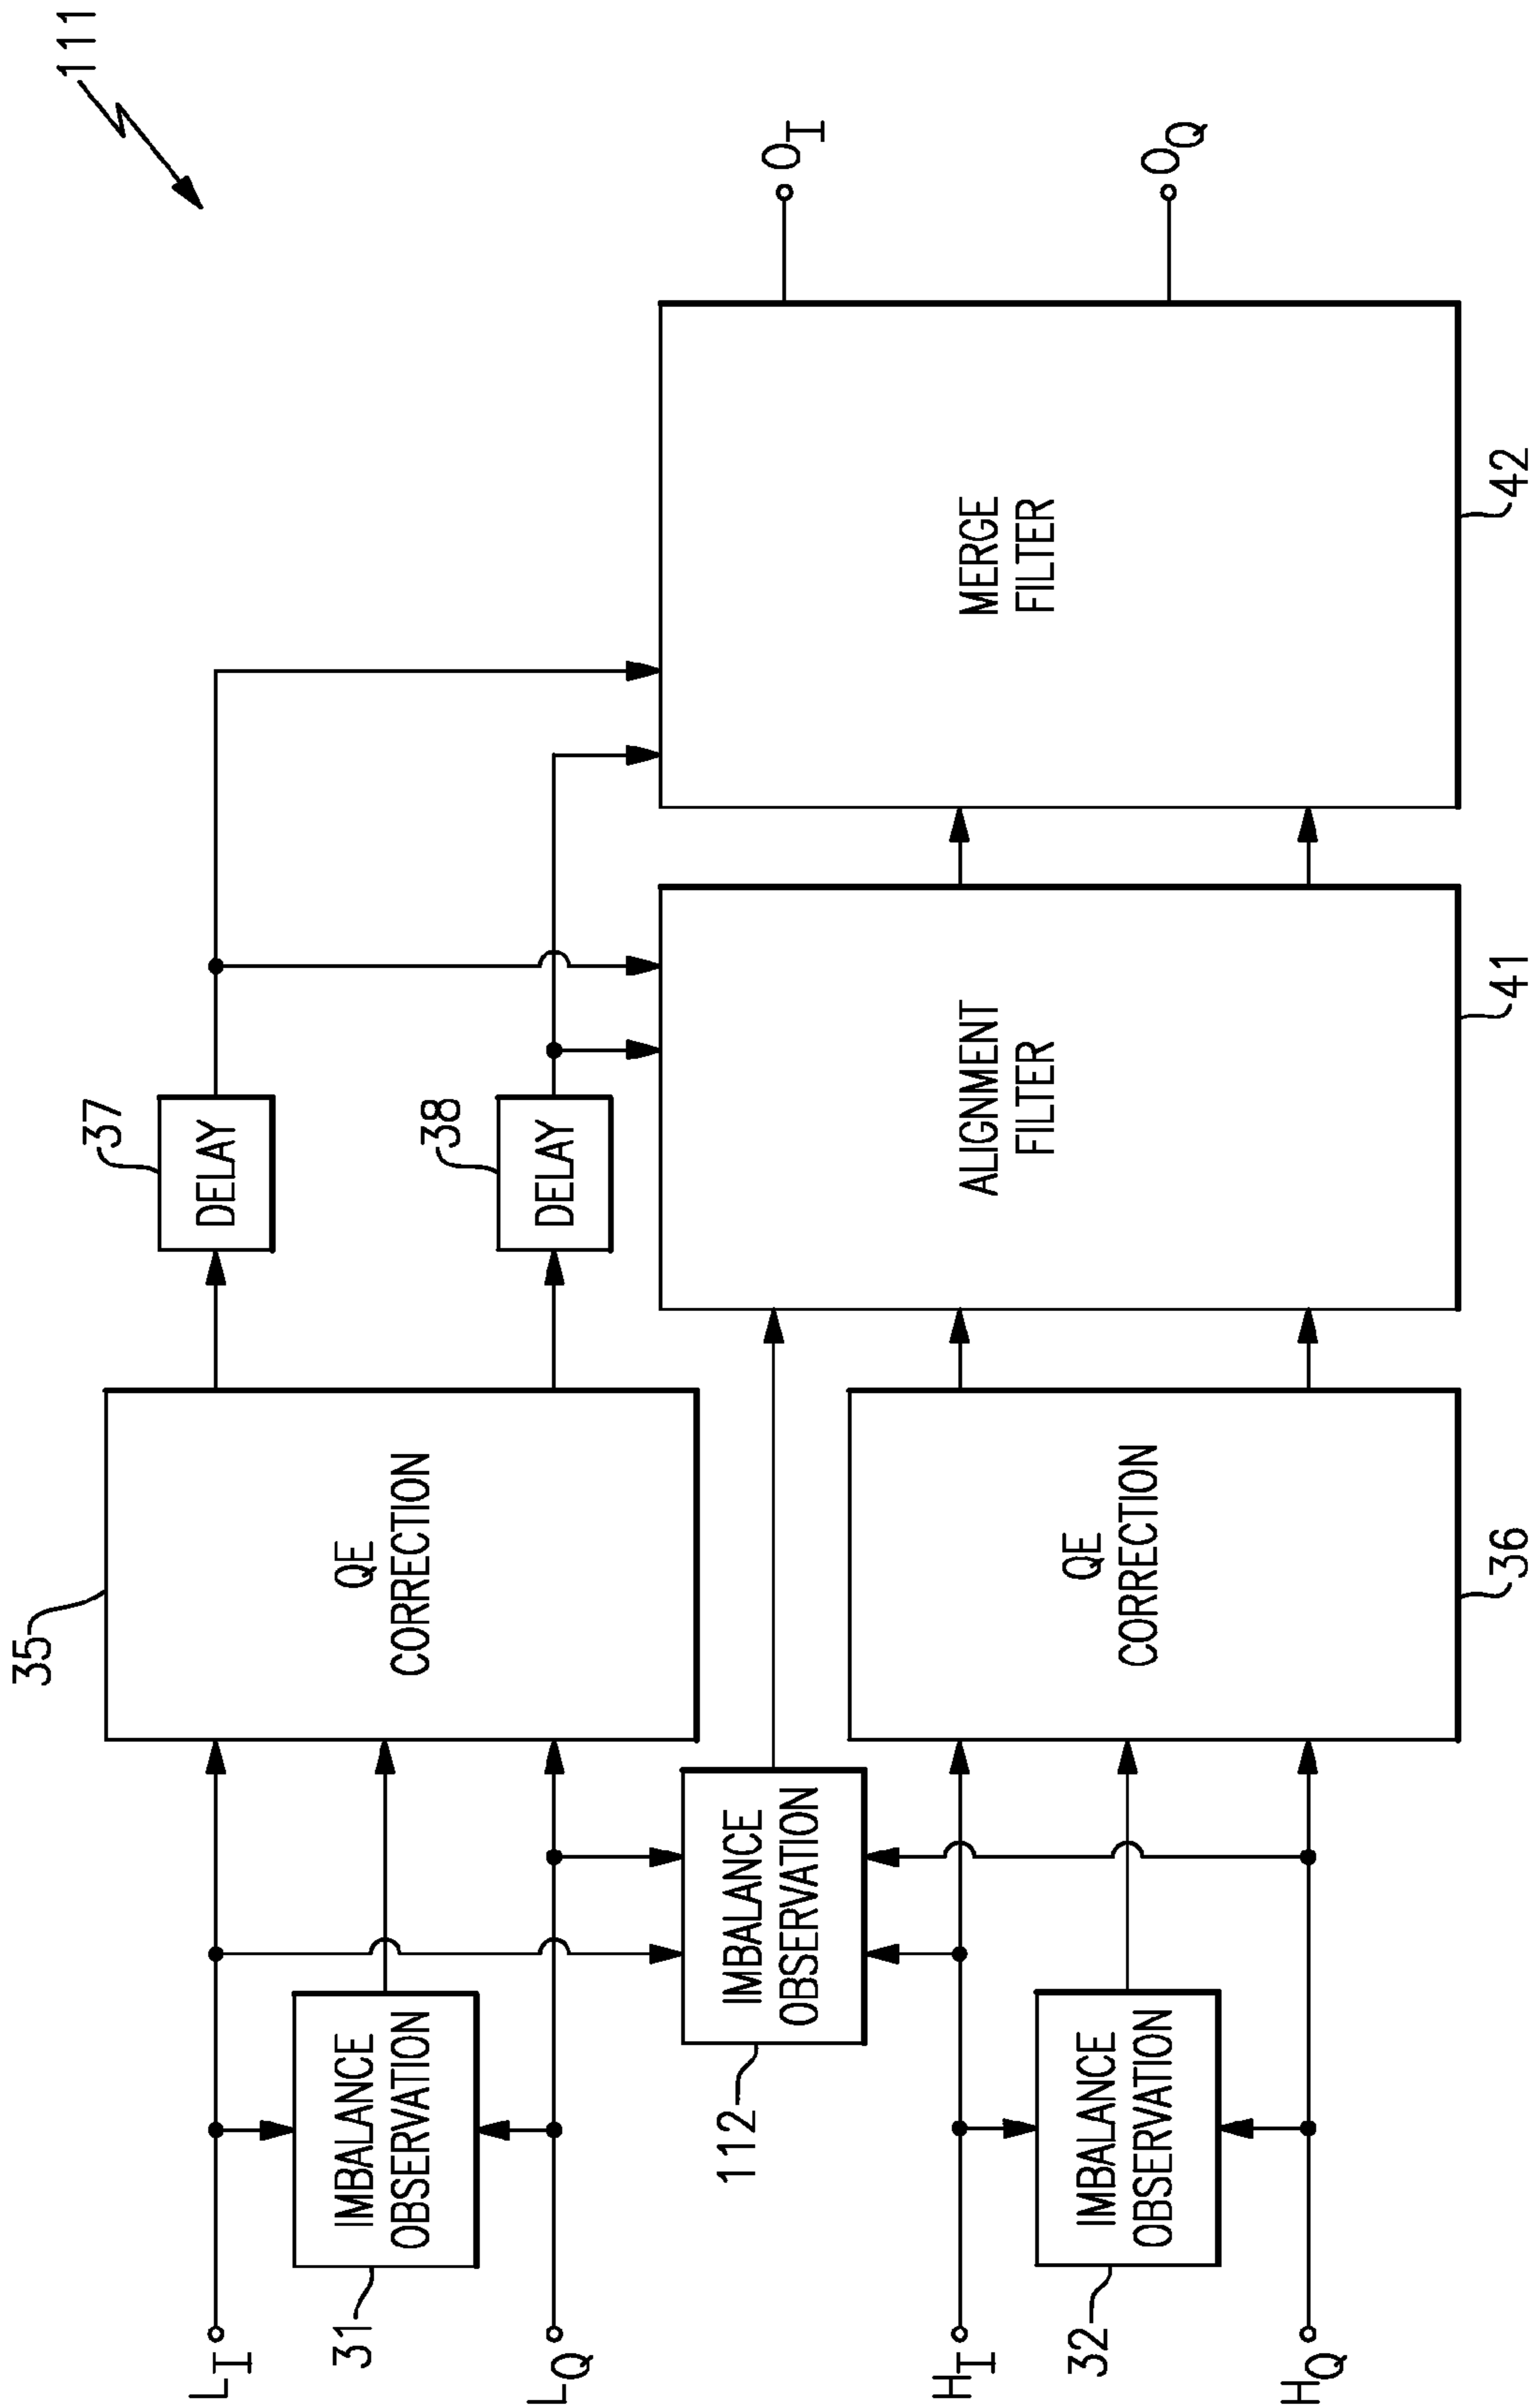 111
35
37
DELAY
38
DELAY
L_I
L_Q
H_I
H_Q
31
IMBALANCE
OBSERVATION
QE
CORRECTION
112
IMBALANCE
OBSERVATION
32
IMBALANCE
OBSERVATION
QE
CORRECTION
36
ALIGNMENT
FILTER
41
MERGE
FILTER
42
O_I
O_Q